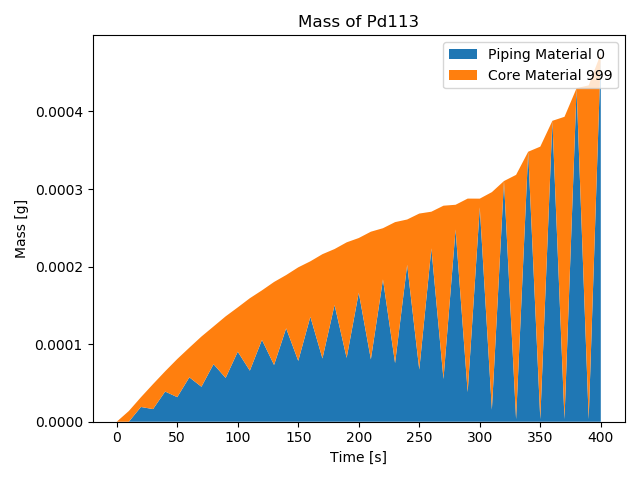 Mass of Pd113
Piping Material 0
Core Material 999
Mass [g]
0.0004
0.0003
0.0002
0.0001
0.0000
0 50 100 150 200 250 300 350 400
Time [s]